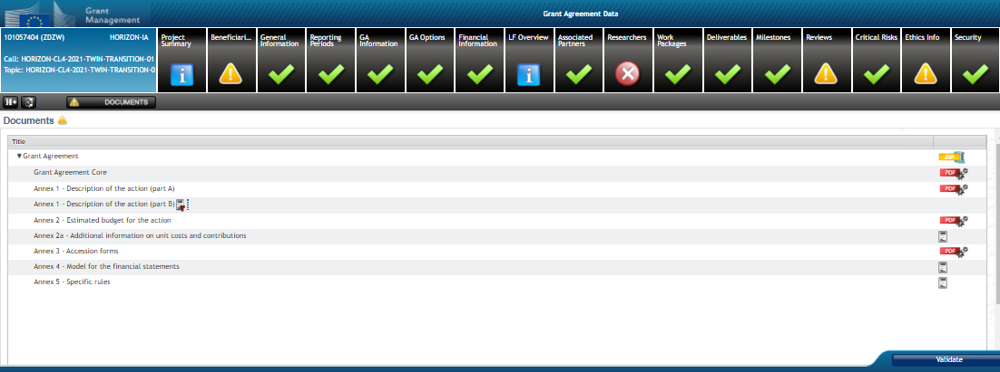 Grant
Management
Grant Agreement Data
101057404 (ZDZW) HORIZON-IA
Call: HORIZON-CL4-2021-TWIN-TRANSITION-01
Topic: HORIZON-CL4-2021-TWIN-TRANSITION-0
Project
Summary
Beneficiari...
General
Information
Reporting
Periods
GA
Information
GA Options
Financial
Information
LF Overview
Associated
Partners
Researchers
Work
Packages
Deliverables
Milestones
Reviews
Critical Risks
Ethics Info
Security
DOCUMENTS
Documents
Title
Grant Agreement ZIP
Grant Agreement Core PDF
Annex 1 - Description of the action (part A) PDF
Annex 1 - Description of the action (part B)
Annex 2 - Estimated budget for the action PDF
Annex 2a - Additional information on unit costs and contributions
Annex 3 - Accession forms PDF
Annex 4 - Model for the financial statements
Annex 5 - Specific rules
Validate